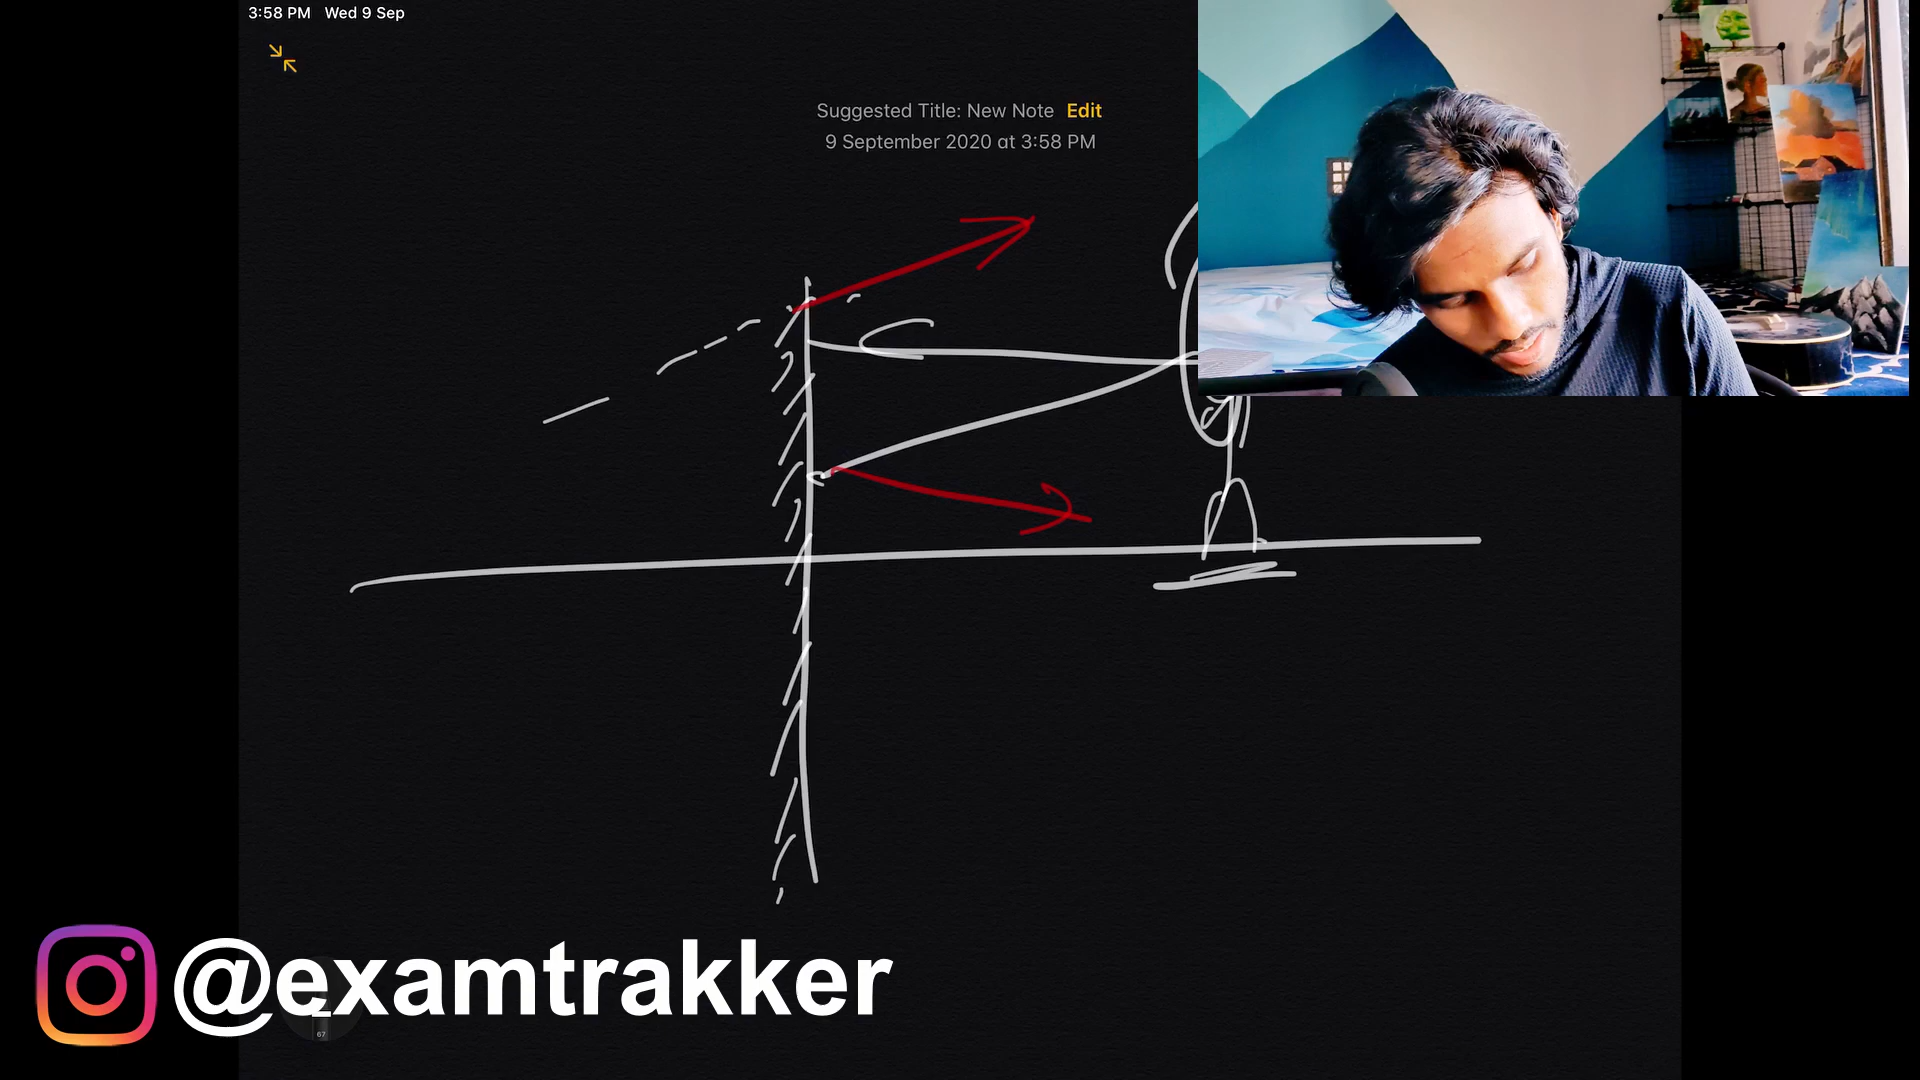 3:58 PM Wed 9 Sep
Suggested Title: New Note Edit
9 September 2020 at 3:58 PM
@examtrakker
67